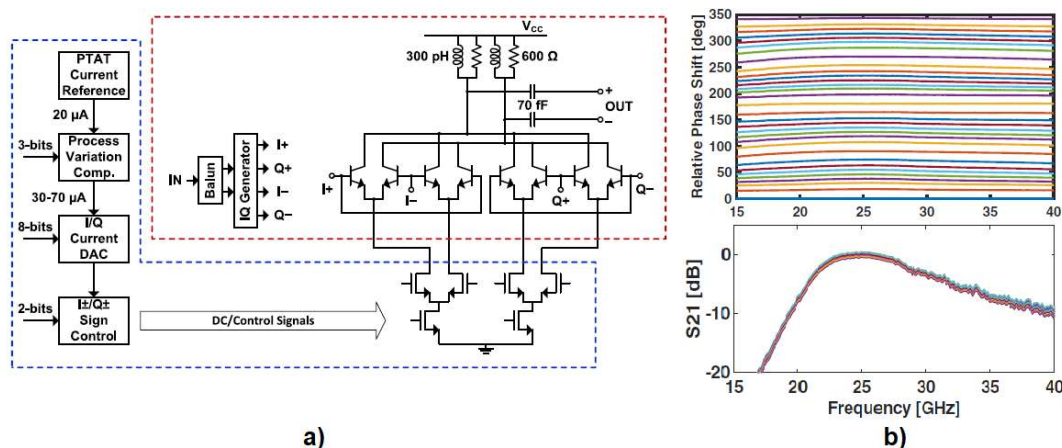 PTAT
Current
Reference
20 μA
3-bits
Process
Variation
Comp.
30-70 μA
8-bits
I/Q
Current
DAC
2-bits
I±/Q±
Sign
Control
DC/Control Signals
IN
Balun
IQ Generator
I+
Q+
I−
Q−
VCC
300 pH
600 Ω
70 fF
+
OUT
−
I+
I−
Q+
Q−
a)
b)
Relative Phase Shift [deg]
350
300
250
200
150
100
50
0
15 20 25 30 35 40
S21 [dB]
0
-10
-20
15 20 25 30 35 40
Frequency [GHz]